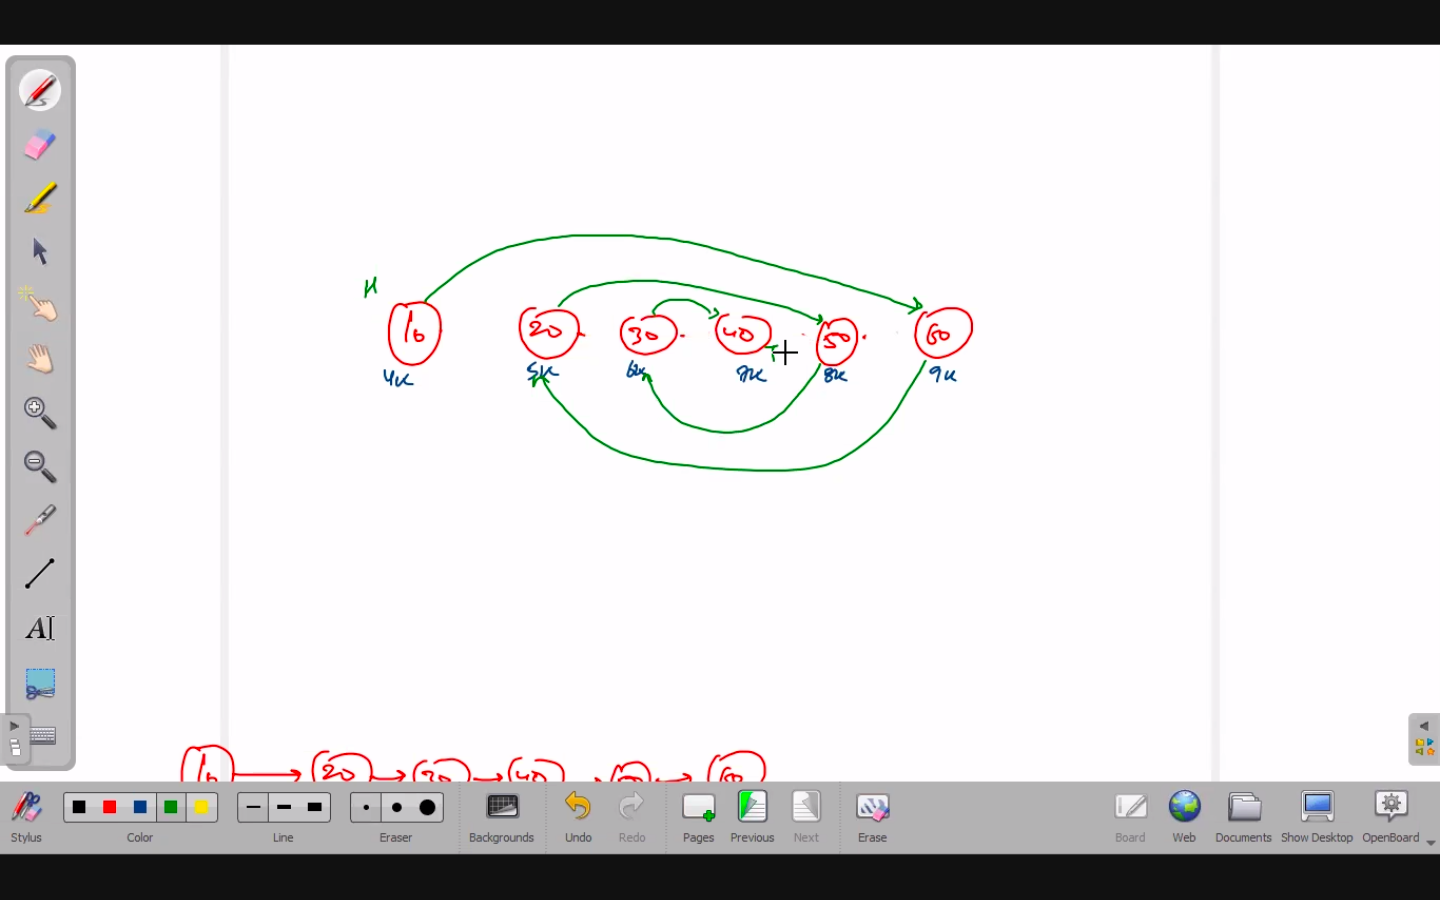 H
10 20 30 40 50 60
4K 5K 6K 7K 8K 9K
10 20 30 40 50 60
A
Stylus Color Line Eraser Backgrounds Undo Redo Pages Previous Next Erase Board Web Documents Show Desktop OpenBoard